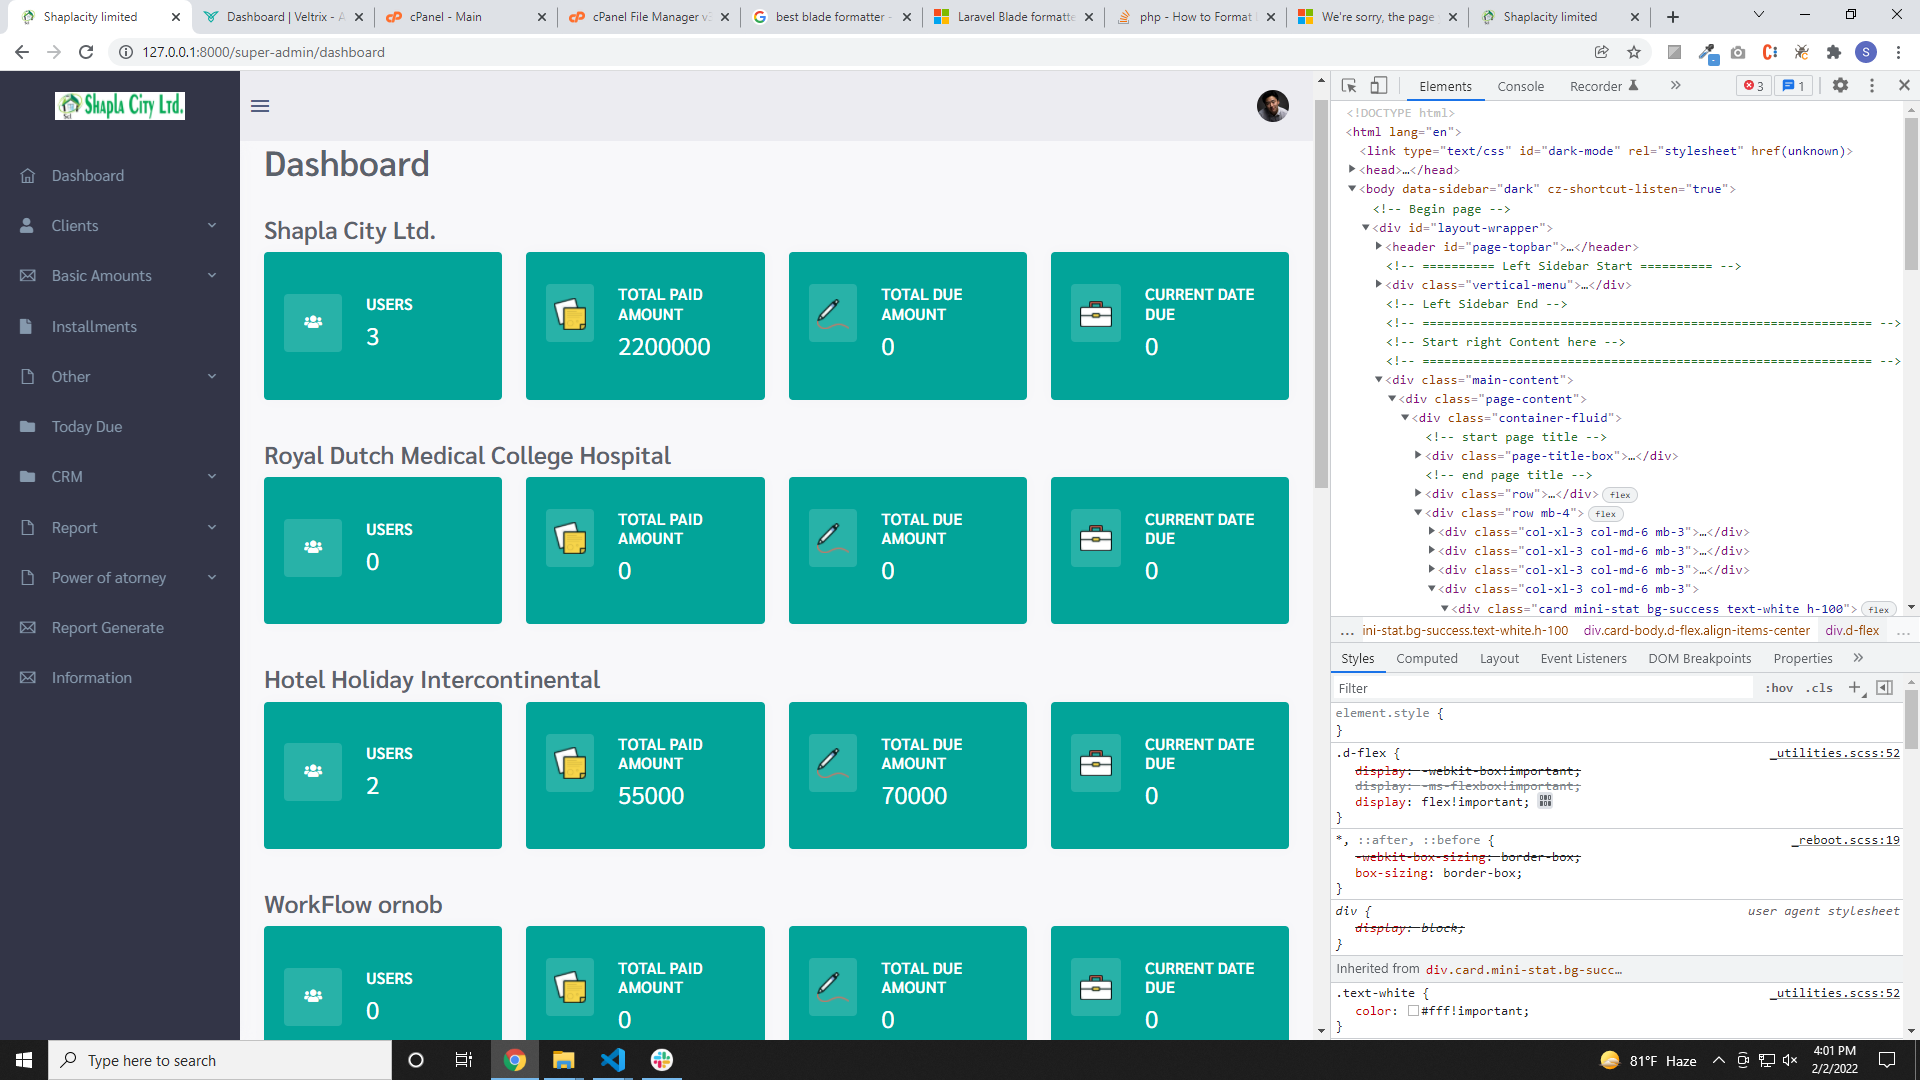 Shaplacity limited
Dashboard | Veltrix - A
cPanel - Main
cPanel File Manager v
best blade formatter -
Laravel Blade formatte
php - How to Format
We're sorry, the page
Shaplacity limited
127.0.0.1:8000/super-admin/dashboard
S
Shapla City Ltd.
Dashboard
Clients
Basic Amounts
Installments
Other
Today Due
CRM
Report
Power of atorney
Report Generate
Information
Dashboard
Shapla City Ltd.
USERS
3
TOTAL PAID AMOUNT
2200000
TOTAL DUE AMOUNT
0
CURRENT DATE DUE
0
Royal Dutch Medical College Hospital
USERS
0
TOTAL PAID AMOUNT
0
TOTAL DUE AMOUNT
0
CURRENT DATE DUE
0
Hotel Holiday Intercontinental
USERS
2
TOTAL PAID AMOUNT
55000
TOTAL DUE AMOUNT
70000
CURRENT DATE DUE
0
WorkFlow ornob
USERS
0
TOTAL PAID AMOUNT
0
TOTAL DUE AMOUNT
0
CURRENT DATE DUE
0
Elements Console Recorder 3 1
<!DOCTYPE html>
<html lang="en">
<link type="text/css" id="dark-mode" rel="stylesheet" href(unknown)>
<head>…</head>
<body data-sidebar="dark" cz-shortcut-listen="true">
<!-- Begin page -->
<div id="layout-wrapper">
<header id="page-topbar">…</header>
<!-- ========== Left Sidebar Start ========== -->
<div class="vertical-menu">…</div>
<!-- Left Sidebar End -->
<!-- ============================================================== -->
<!-- Start right Content here -->
<!-- ============================================================== -->
<div class="main-content">
<div class="page-content">
<div class="container-fluid">
<!-- start page title -->
<div class="page-title-box">…</div>
<!-- end page title -->
<div class="row">…</div> flex
<div class="row mb-4"> flex
<div class="col-xl-3 col-md-6 mb-3">…</div>
<div class="col-xl-3 col-md-6 mb-3">…</div>
<div class="col-xl-3 col-md-6 mb-3">…</div>
<div class="col-xl-3 col-md-6 mb-3">
<div class="card mini-stat bg-success text-white h-100"> flex
... ini-stat.bg-success.text-white.h-100 div.card-body.d-flex.align-items-center div.d-flex ...
Styles Computed Layout Event Listeners DOM Breakpoints Properties
Filter :hov .cls
element.style {
}
.d-flex { _utilities.scss:52
display: -webkit-box!important;
display: -ms-flexbox!important;
display: flex!important;
}
*, ::after, ::before { _reboot.scss:19
-webkit-box-sizing: border-box;
box-sizing: border-box;
}
div { user agent stylesheet
display: block;
}
Inherited from div.card.mini-stat.bg-succ…
.text-white { _utilities.scss:52
color: #fff!important;
}
Type here to search
81°F Haze
4:01 PM
2/2/2022